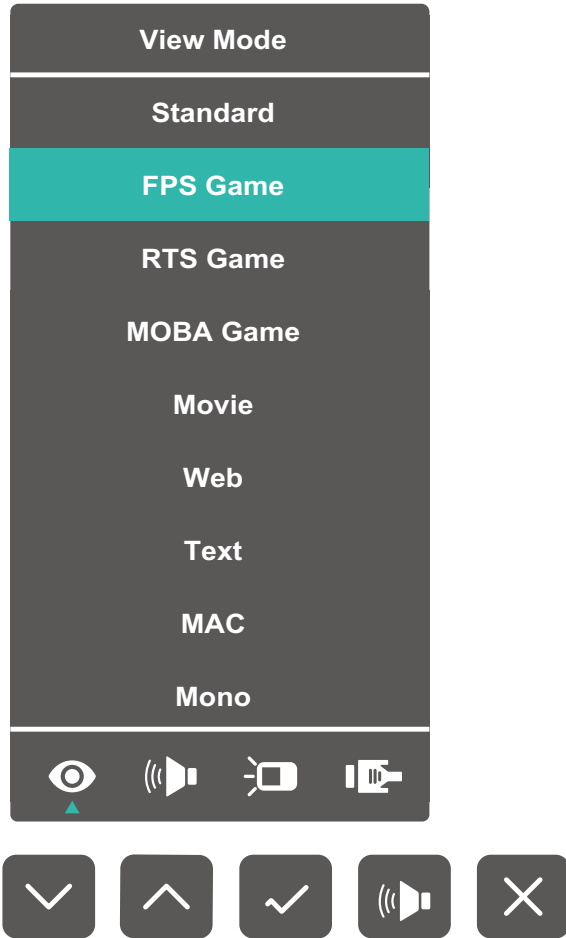 View Mode
Standard
FPS Game
RTS Game
MOBA Game
Movie
Web
Text
MAC
Mono